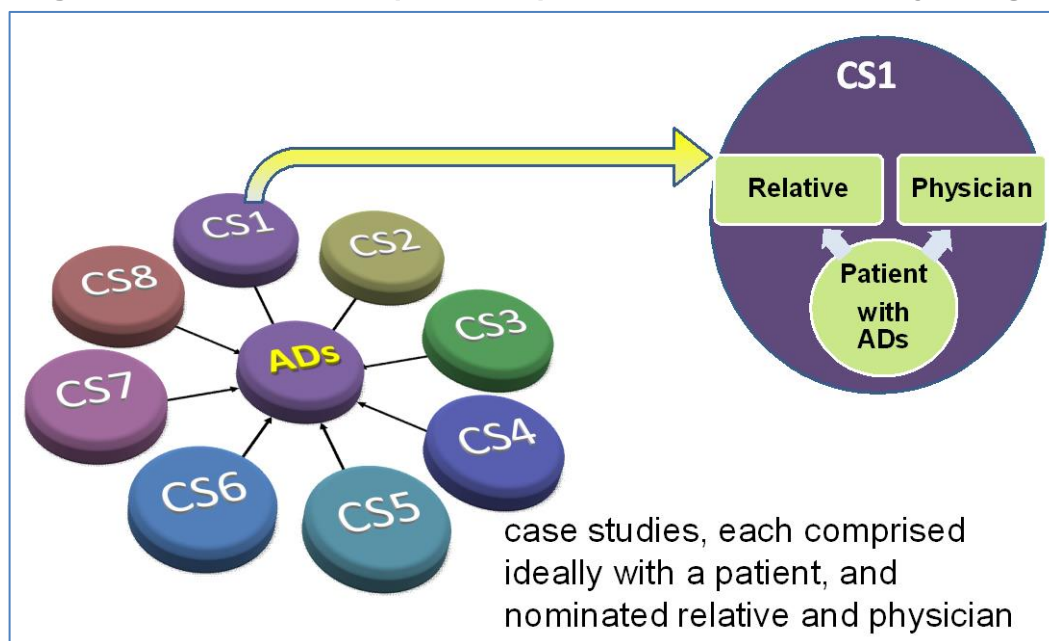 CS1
Relative
Physician
Patient
with
ADs
CS1
CS2
CS8
CS3
ADs
CS7
CS4
CS6
CS5
case studies, each comprised
ideally with a patient, and
nominated relative and physician